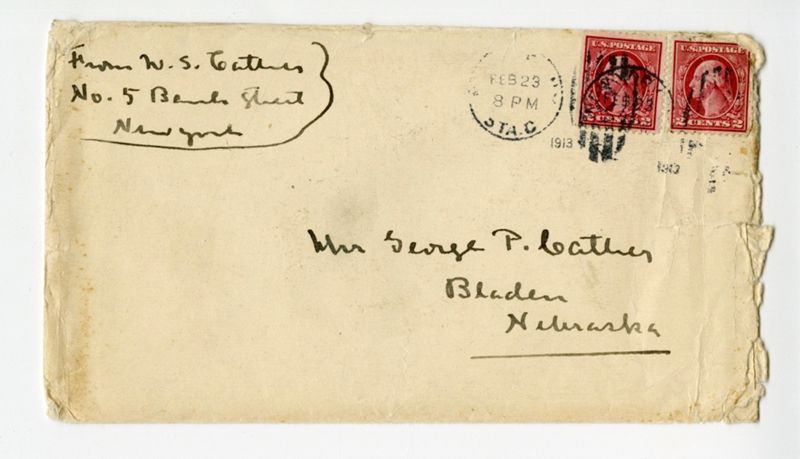 From W. S. Cather
No. 5 Bank Street
New York
FEB 23
8 PM
STA. C
1913
U.S. POSTAGE
2 CENTS 2
U.S. POSTAGE
CENTS 2
1913
Mrs George P. Cather
Bladen
Nebraska